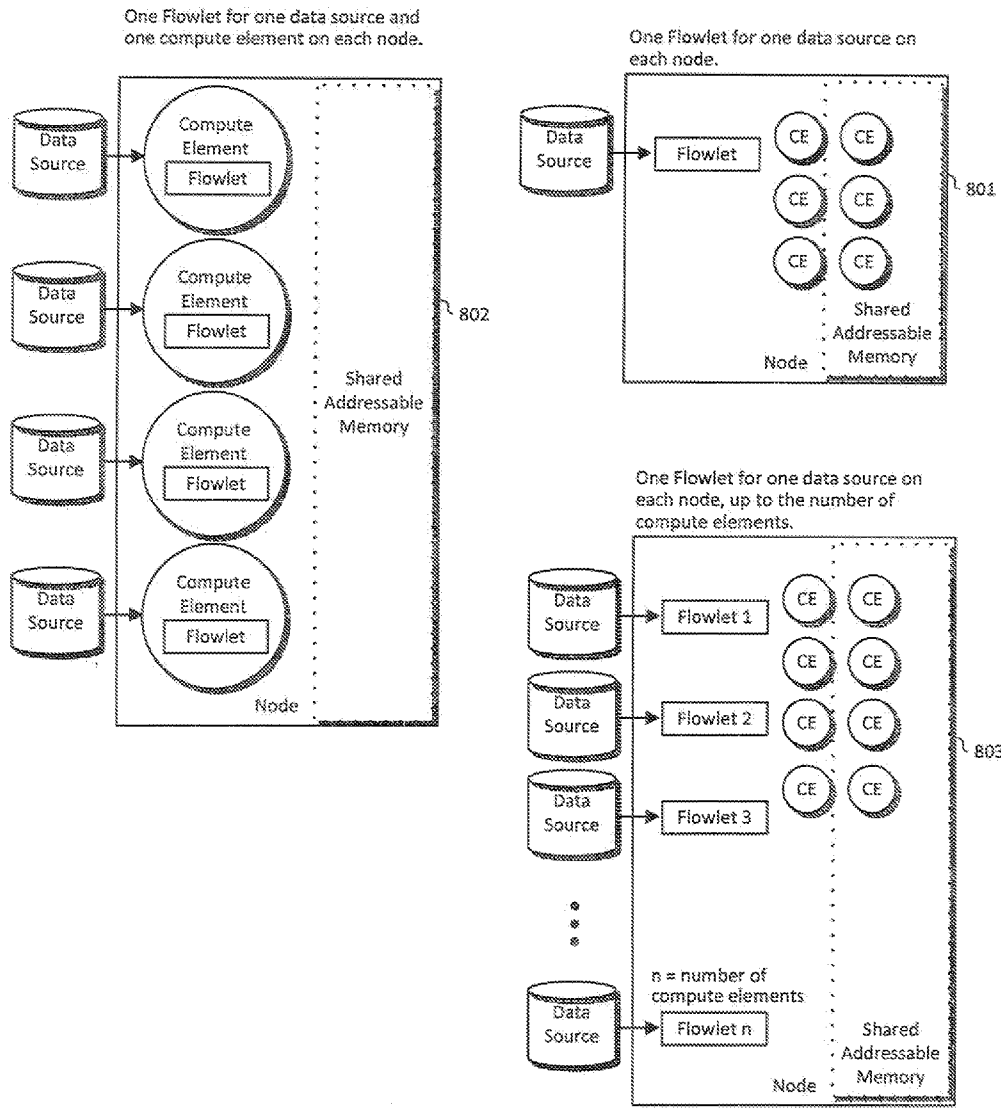 One Flowlet for one data source and
one compute element on each node.
Data
Source
Compute
Element
Flowlet
Data
Source
Compute
Element
Flowlet
802
Shared
Addressable
Memory
Data
Source
Compute
Element
Flowlet
Data
Source
Compute
Element
Flowlet
Node
One Flowlet for one data source on
each node.
Data
Source
Flowlet
CE CE
CE CE
CE CE
801
Shared
Addressable
Memory
Node
One Flowlet for one data source on
each node, up to the number of
compute elements.
Data
Source
Flowlet 1
CE CE
CE CE
Data
Source
Flowlet 2
CE CE
803
Data
Source
Flowlet 3
CE CE
n = number of
compute elements
Data
Source
Flowlet n
Shared
Addressable
Memory
Node